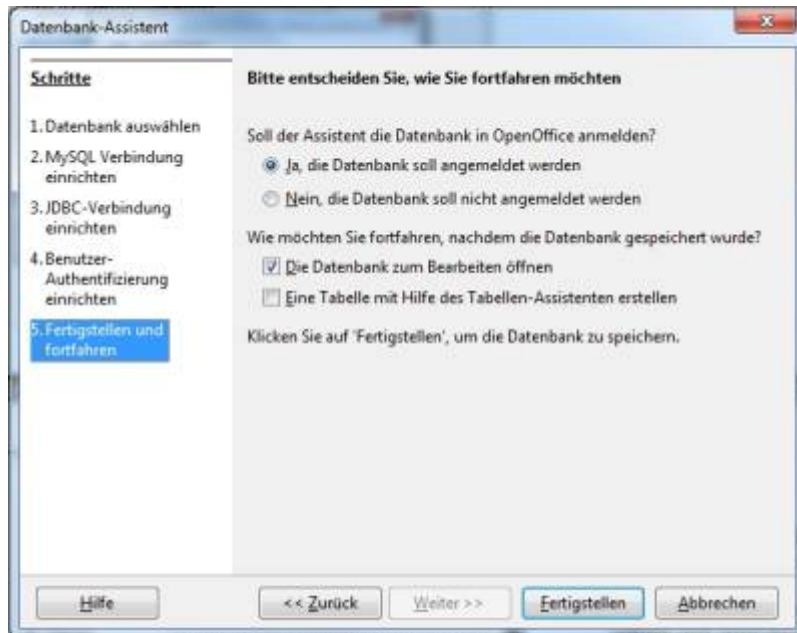 Datenbank-Assistent
Schritte
1. Datenbank auswählen
2. MySQL Verbindung
einrichten
3. JDBC-Verbindung
einrichten
4. Benutzer-
Authentifizierung
einrichten
5. Fertigstellen und
fortfahren
Bitte entscheiden Sie, wie Sie fortfahren möchten
Soll der Assistent die Datenbank in OpenOffice anmelden?
Ja, die Datenbank soll angemeldet werden
Nein, die Datenbank soll nicht angemeldet werden
Wie möchten Sie fortfahren, nachdem die Datenbank gespeichert wurde?
Die Datenbank zum Bearbeiten öffnen
Eine Tabelle mit Hilfe des Tabellen-Assistenten erstellen
Klicken Sie auf 'Fertigstellen', um die Datenbank zu speichern.
Hilfe << Zurück Weiter >> Fertigstellen Abbrechen